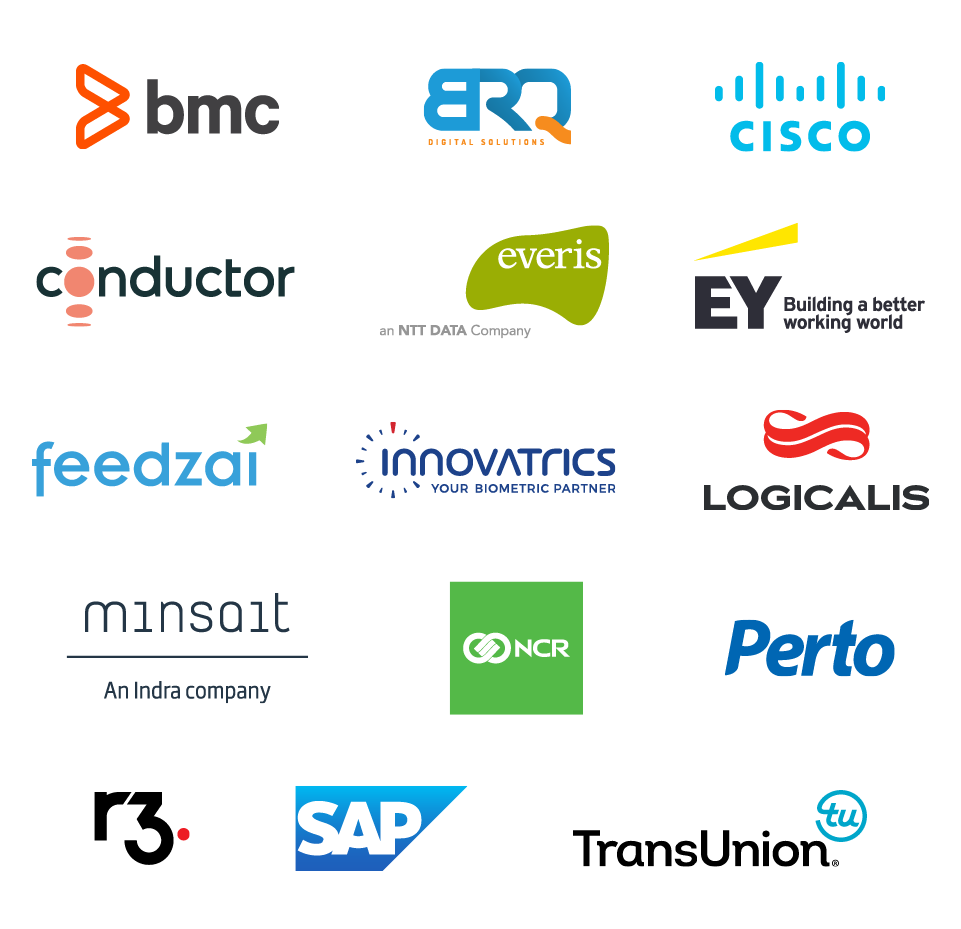 bmc
BRQ
DIGITAL SOLUTIONS
CISCO
conductor
everis
an NTT DATA Company
EY
Building a better
working world
feedzai
INNOVATRICS
YOUR BIOMETRIC PARTNER
LOGICALIS
minsait
An Indra company
NCR
Perto
r3.
SAP
tu
TransUnion®